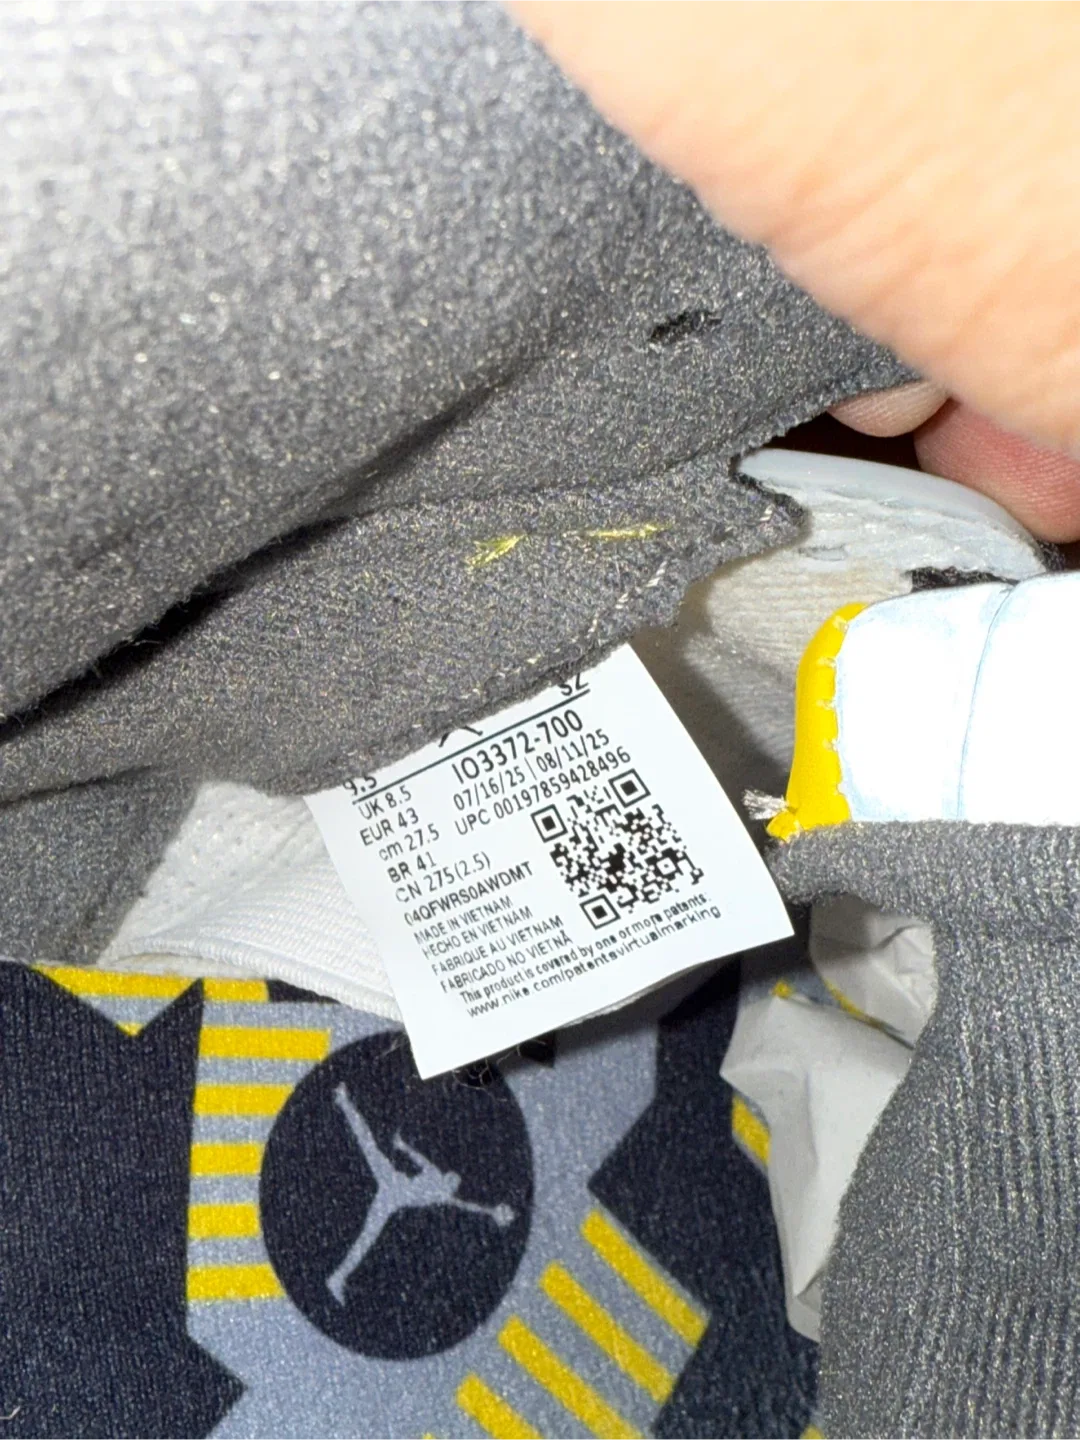 SZ
9.5
UK 8.5
EUR 43
cm 27.5
BR 41
CN 275(2.5)
IO3372-700
07/16/25 | 08/11/25
UPC 00197859428496
04QFWRS0AWDMT
MADE IN VIETNAM
HECHO EN VIETNAM
FABRIQUE AU VIETNAM
FABRICADO NO VIETNÃ
This product is covered by one or more patents:
www.nike.com/patentsvirtualmarking